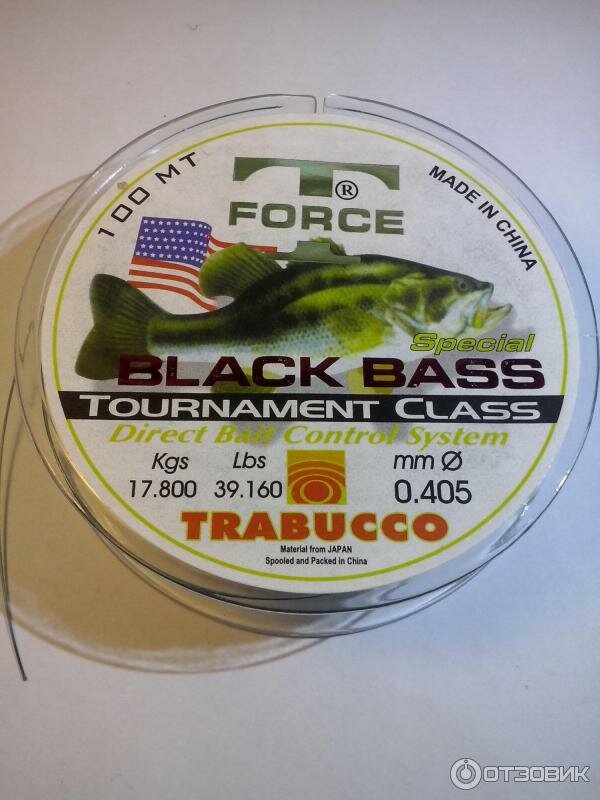 100 MT
T®
FORCE
MADE IN CHINA
Special
BLACK BASS
TOURNAMENT CLASS
Direct Bait Control System
Kgs Lbs mm Ø
17.800 39.160 0.405
TRABUCCO
Material from JAPAN
Spooled and Packed in China
ОТЗОВИК